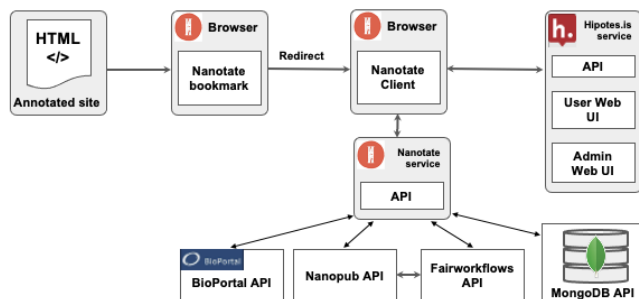 HTML
</>
Annotated site
Browser
Nanotate
bookmark
Redirect
Browser
Nanotate
Client
h.
Hipotes.is
service
API
User Web
UI
Admin
Web UI
Nanotate
service
API
BioPortal
BioPortal API
Nanopub API
Fairworkflows
API
MongoDB API